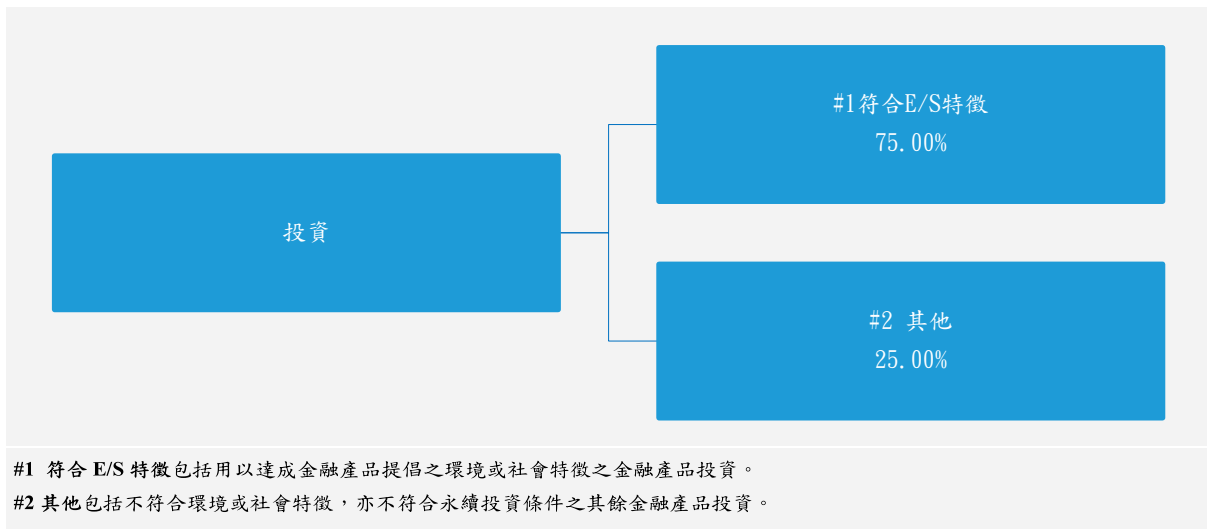 投資
#1符合E/S特徵
75.00%
#2 其他
25.00%
#1 符合 E/S 特徵包括用以達成金融產品提倡之環境或社會特徵之金融產品投資。
#2 其他包括不符合環境或社會特徵，亦不符合永續投資條件之其餘金融產品投資。